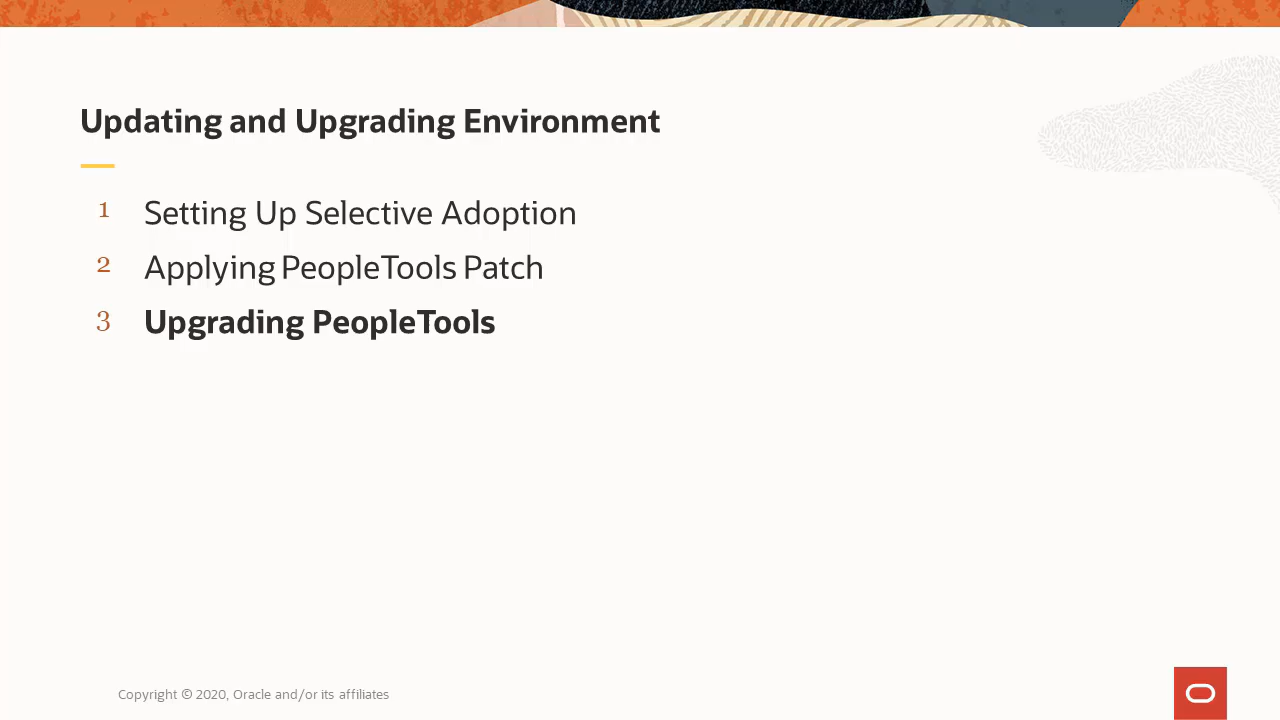 Updating and Upgrading Environment
1 Setting Up Selective Adoption
2 Applying PeopleTools Patch
3 Upgrading PeopleTools
Copyright © 2020, Oracle and/or its affiliates